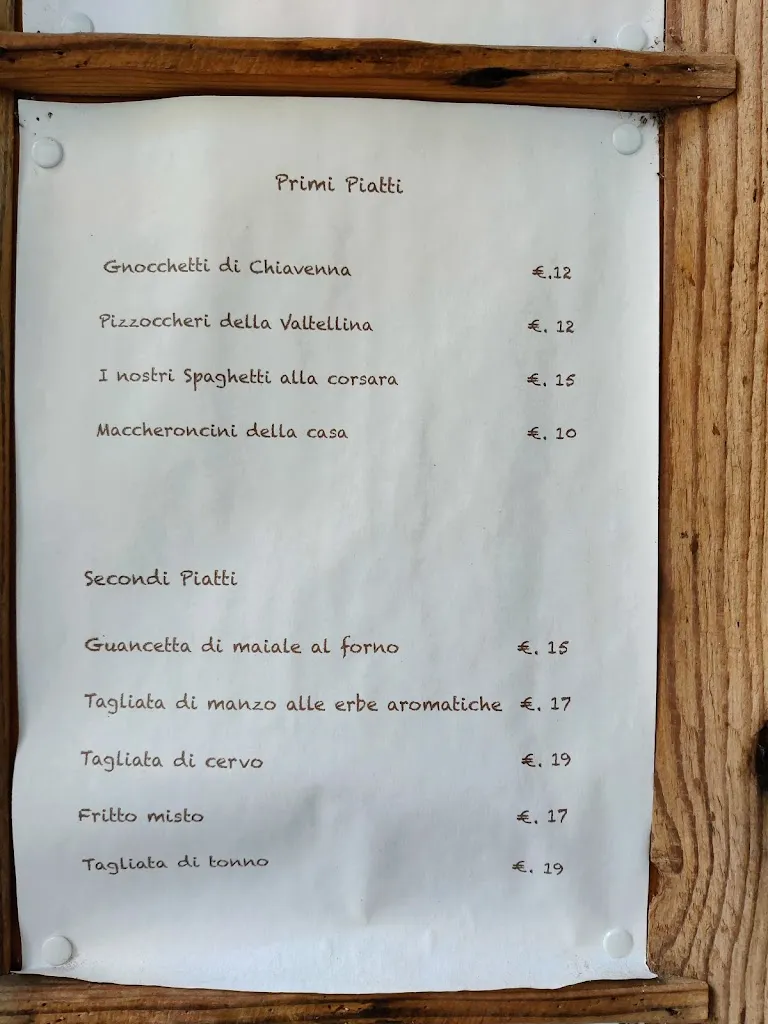 Primi Piatti
Gnocchetti di Chiavenna €.12
Pizzoccheri della Valtellina €. 12
I nostri Spaghetti alla corsara €. 15
Maccheroncini della casa €. 10
Secondi Piatti
Guancetta di maiale al forno €. 15
Tagliata di manzo alle erbe aromatiche €. 17
Tagliata di cervo €. 19
Fritto misto €. 17
Tagliata di tonno €. 19